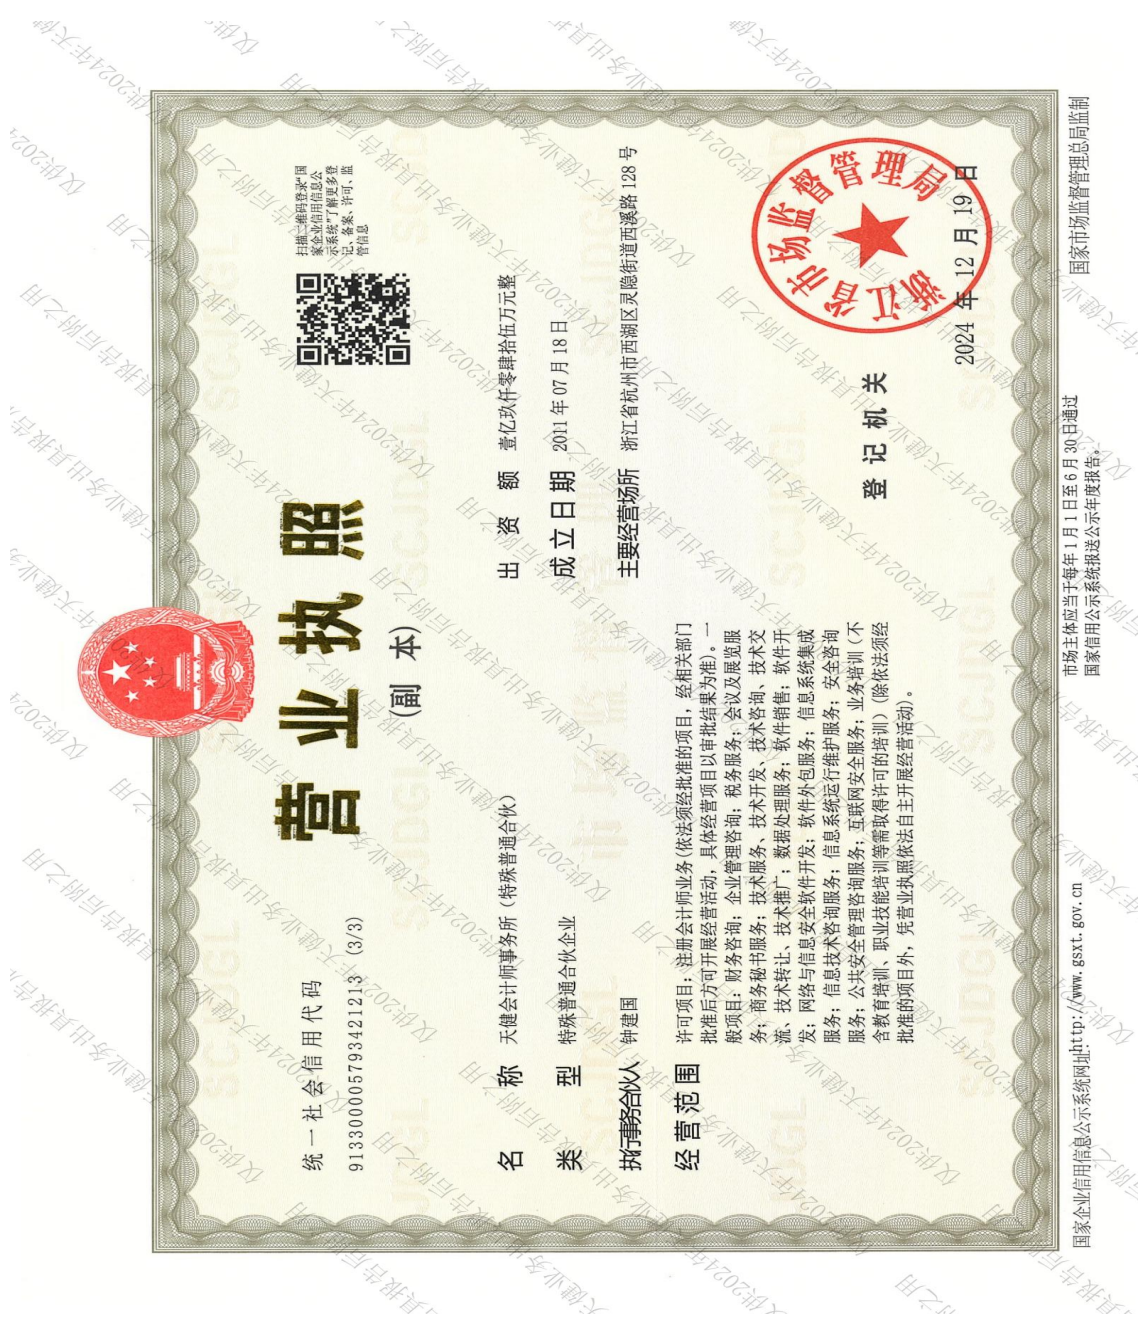 营业执照
(副 本)
统一社会信用代码
913300005793421213 (3/3)
扫描二维码登录“国
家企业信用信息公
示系统”了解更多登
记、备案、许可、监
管信息
名 称 天健会计师事务所（特殊普通合伙）
类 型 特殊普通合伙企业
执行事务合伙人 钟建国
经营范围 许可项目：注册会计师业务(依法须经批准的项目，经相关部门
批准后方可开展经营活动，具体经营项目以审批结果为准)。一
般项目：财务咨询；企业管理咨询；税务服务；会议及展览服
务；商务秘书服务；技术服务、技术开发、技术咨询、技术交
流、技术转让、技术推广；数据处理服务；软件销售；软件开
发；网络与信息安全软件开发；软件外包服务；信息系统集成
服务；信息技术咨询服务；信息系统运行维护服务；安全咨询
服务；公共安全管理咨询服务；互联网安全服务；业务培训（不
含教育培训、职业技能培训等需取得许可的培训）(除依法须经
批准的项目外，凭营业执照依法自主开展经营活动)。
出 资 额 壹亿玖仟零肆拾伍万元整
成立日期 2011 年 07 月 18 日
主要经营场所 浙江省杭州市西湖区灵隐街道西溪路 128 号
登记机关
浙江省市场监督管理局
2024 年 12 月 19 日
国家企业信用信息公示系统网址:http://www.gsxt.gov.cn
市场主体应当于每年 1 月 1 日至 6 月 30 日通过
国家信用公示系统报送公示年度报告。
国家市场监督管理总局监制
仅供2024年天健业务出具报告后附之用
SCJDGL